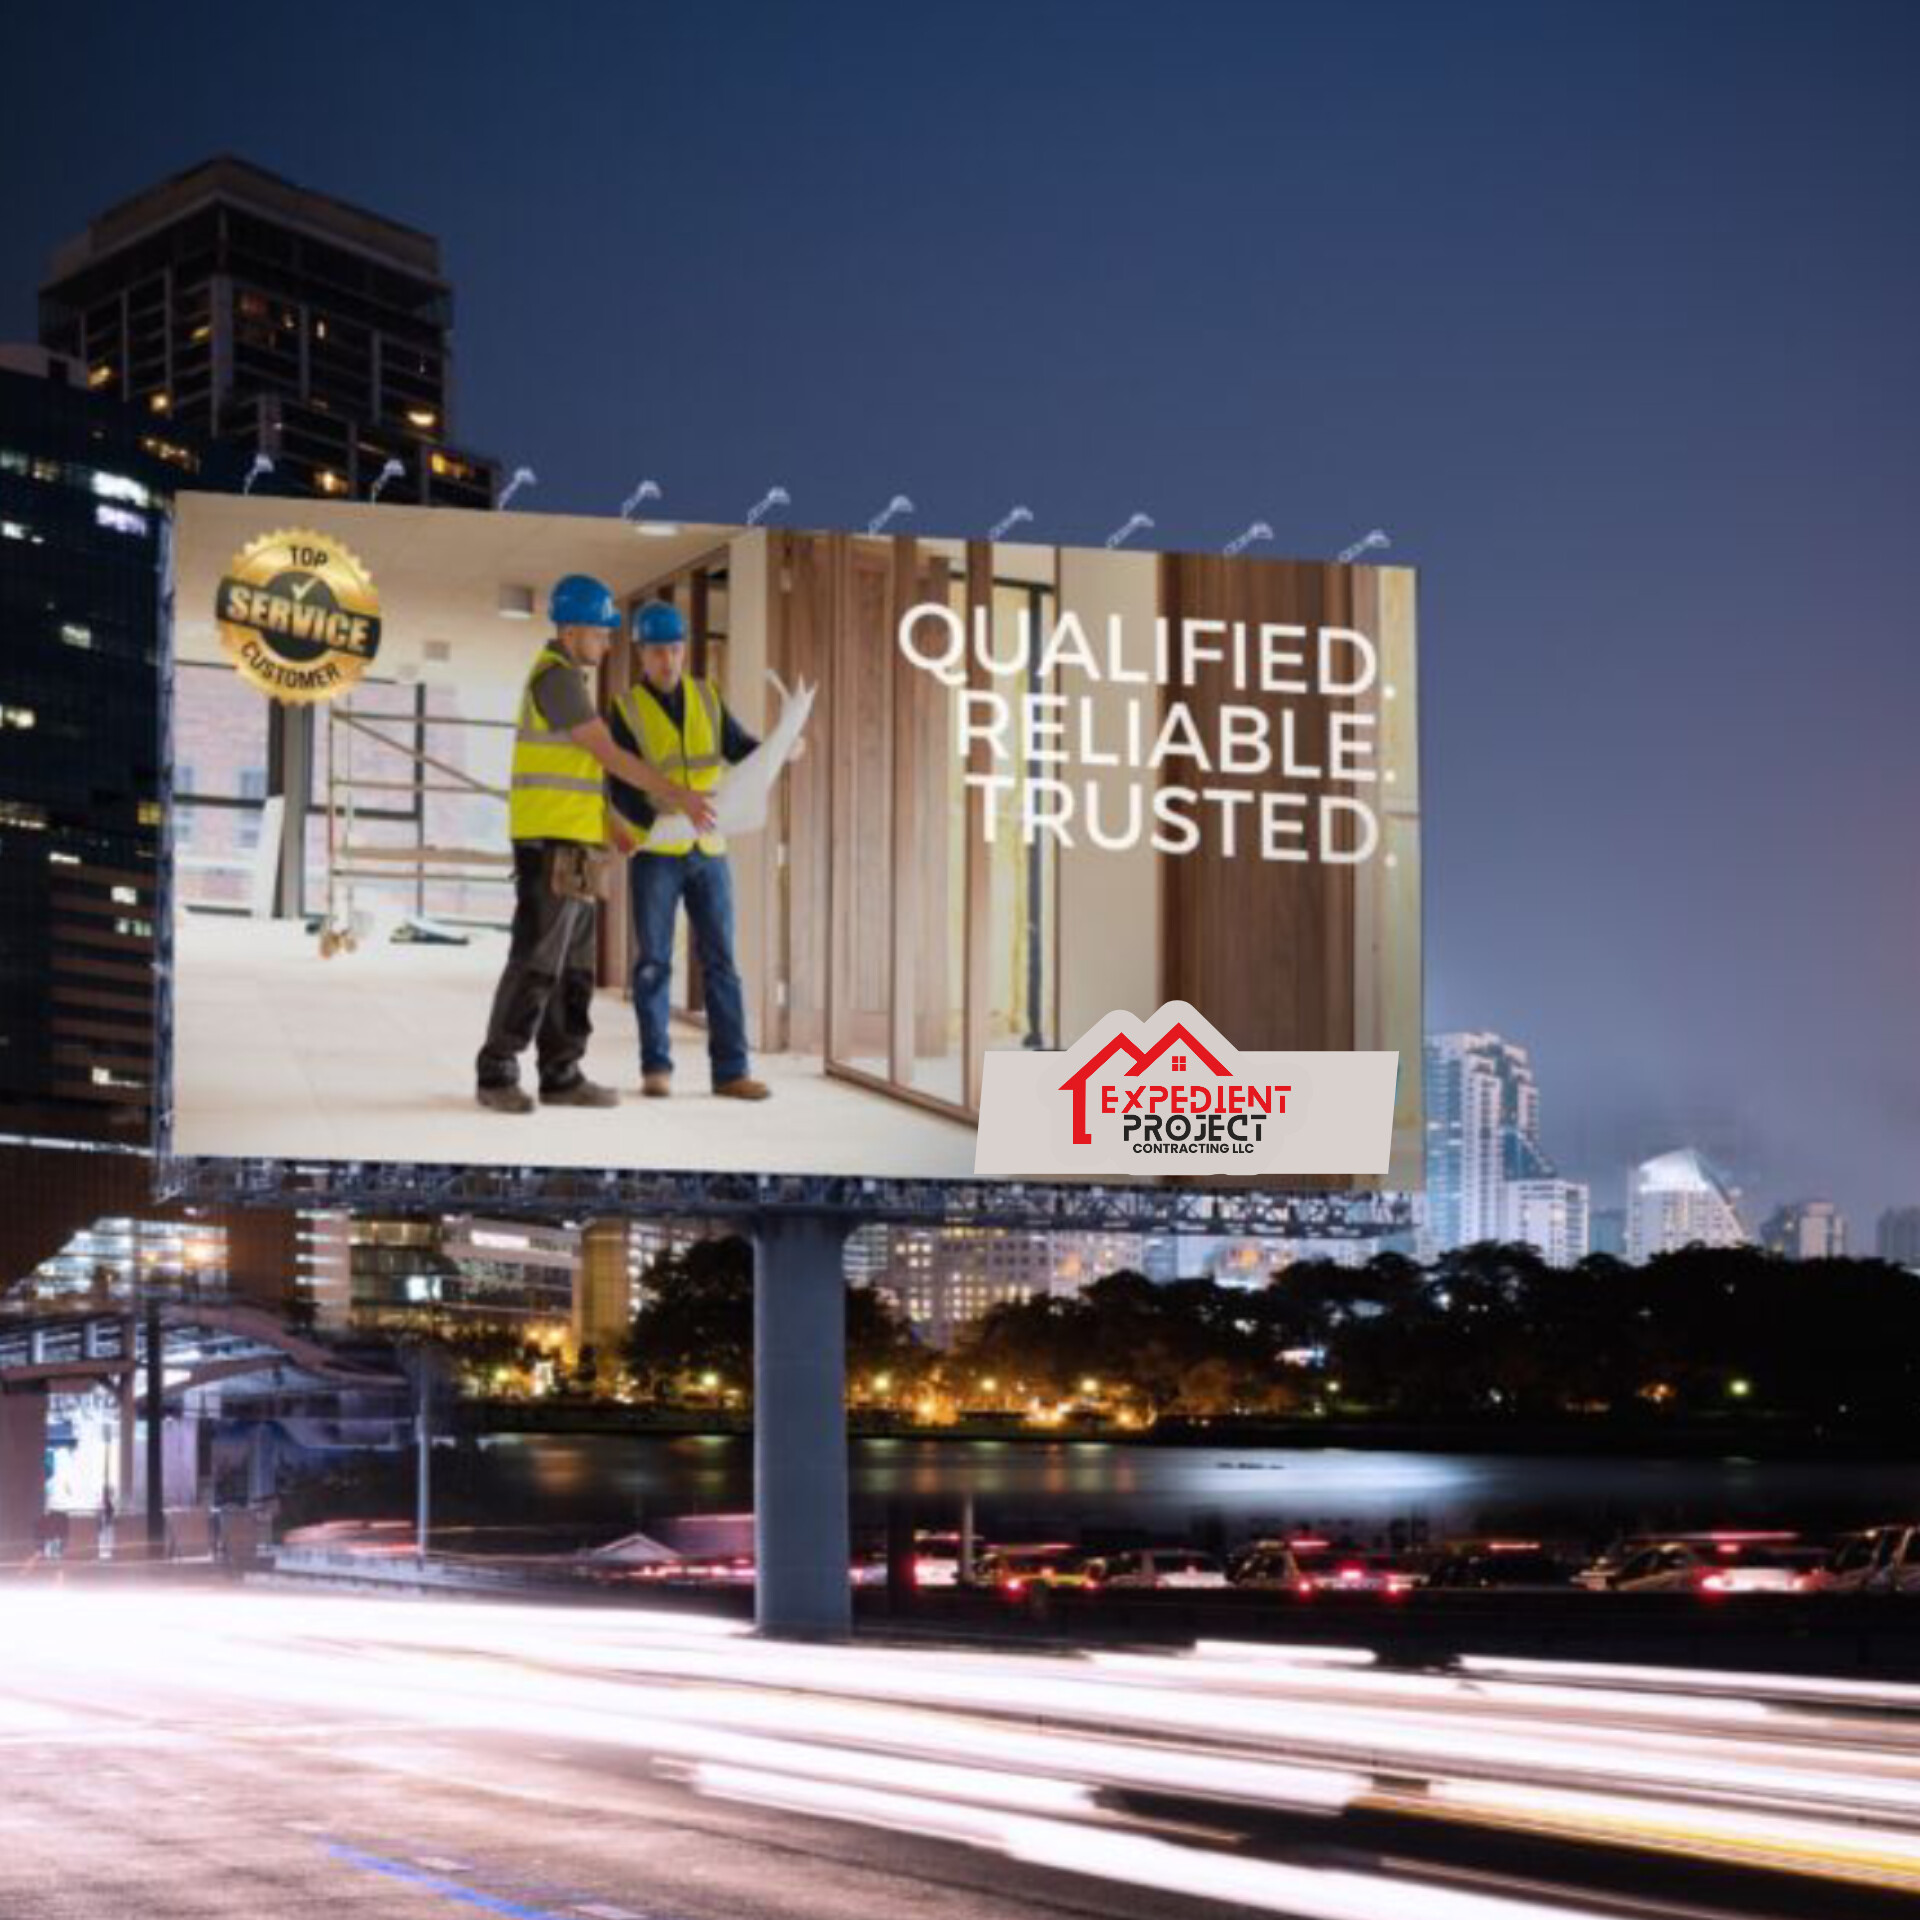 TOP
SERVICE
CUSTOMER
QUALIFIED.
RELIABLE.
TRUSTED.
EXPEDIENT
PROJECT
CONTRACTING LLC